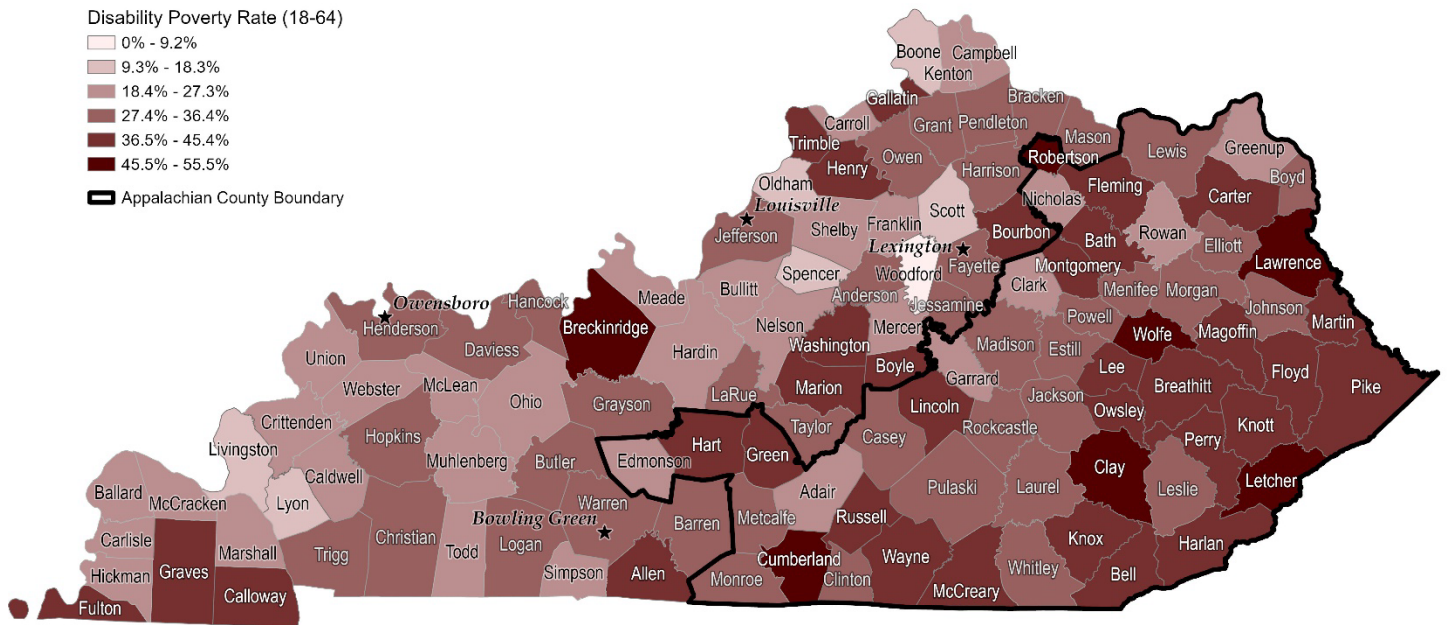 Disability Poverty Rate (18-64)
0% - 9.2%
9.3% - 18.3%
18.4% - 27.3%
27.4% - 36.4%
36.5% - 45.4%
45.5% - 55.5%
Appalachian County Boundary
Boone
Campbell
Kenton
Gallatin
Bracken
Carroll
Grant
Pendleton
Trimble
Mason
Owen
Robertson
Lewis
Greenup
Henry
Harrison
Boyd
Oldham
Fleming
Nicholas
Carter
Louisville
Scott
Franklin
Shelby
Jefferson
Bourbon
Rowan
Lexington
Bath
Elliott
Spencer
Woodford
Fayette
Montgomery
Lawrence
Clark
Bullitt
Anderson
Menifee
Morgan
Meade
Owensboro
Hancock
Jessamine
Johnson
Powell
Martin
Henderson
Breckinridge
Nelson
Mercer
Wolfe
Magoffin
Washington
Madison
Estill
Daviess
Hardin
Union
Boyle
Lee
Floyd
Garrard
Breathitt
Pike
Webster
McLean
Marion
LaRue
Jackson
Ohio
Grayson
Lincoln
Owsley
Crittenden
Knott
Taylor
Rockcastle
Hopkins
Casey
Perry
Livingston
Hart
Green
Butler
Muhlenberg
Edmonson
Clay
Caldwell
Letcher
Pulaski
Laurel
Leslie
Ballard
Adair
McCracken
Lyon
Warren
Russell
Metcalfe
Barren
Bowling Green
Christian
Carlisle
Knox
Harlan
Marshall
Trigg
Todd
Logan
Cumberland
Wayne
Whitley
Graves
Simpson
Allen
Bell
Hickman
Monroe
Clinton
McCreary
Calloway
Fulton